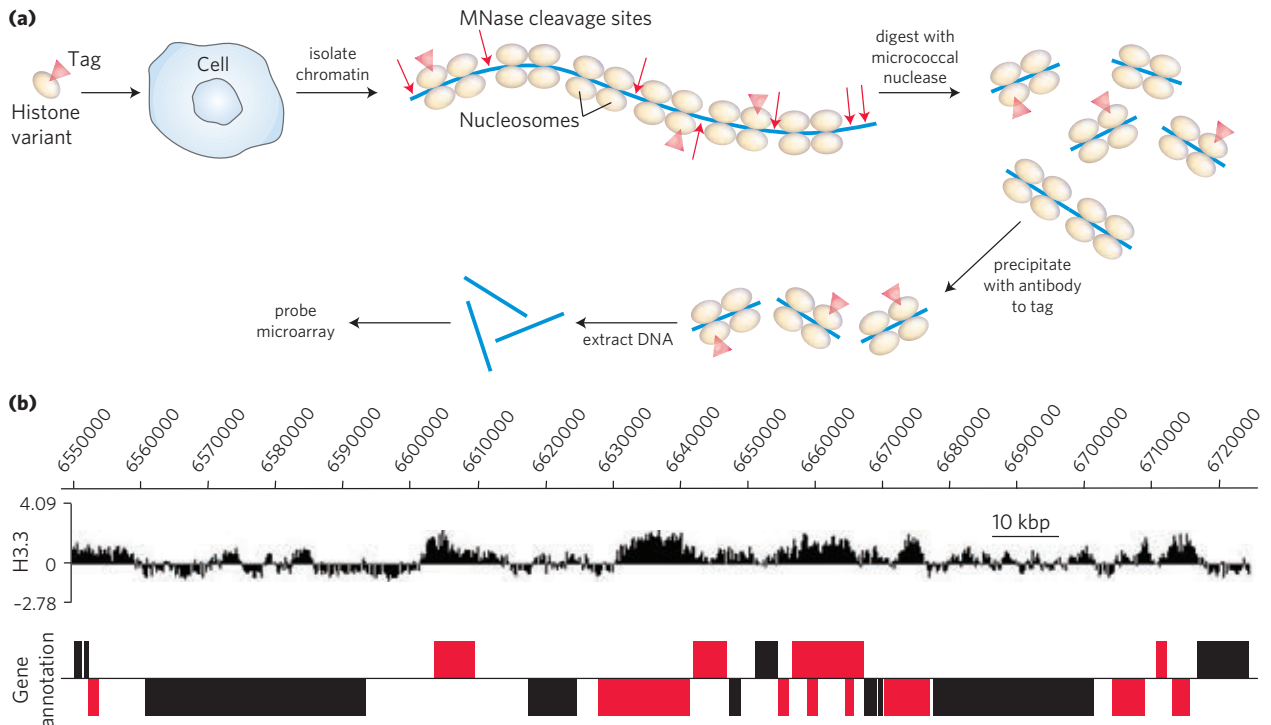 (a)
Tag
Histone
variant
Cell
isolate
chromatin
MNase cleavage sites
Nucleosomes
digest with
micrococcal
nuclease
precipitate
with antibody
to tag
extract DNA
probe
microarray
(b)
6550000 6560000 6570000 6580000 6590000 6600000 6610000 6620000 6630000 6640000 6650000 6660000 6670000 6680000 66900 00 6700000 6710000 6720000
4.09
H3.3
0
−2.78
10 kbp
Gene
annotation